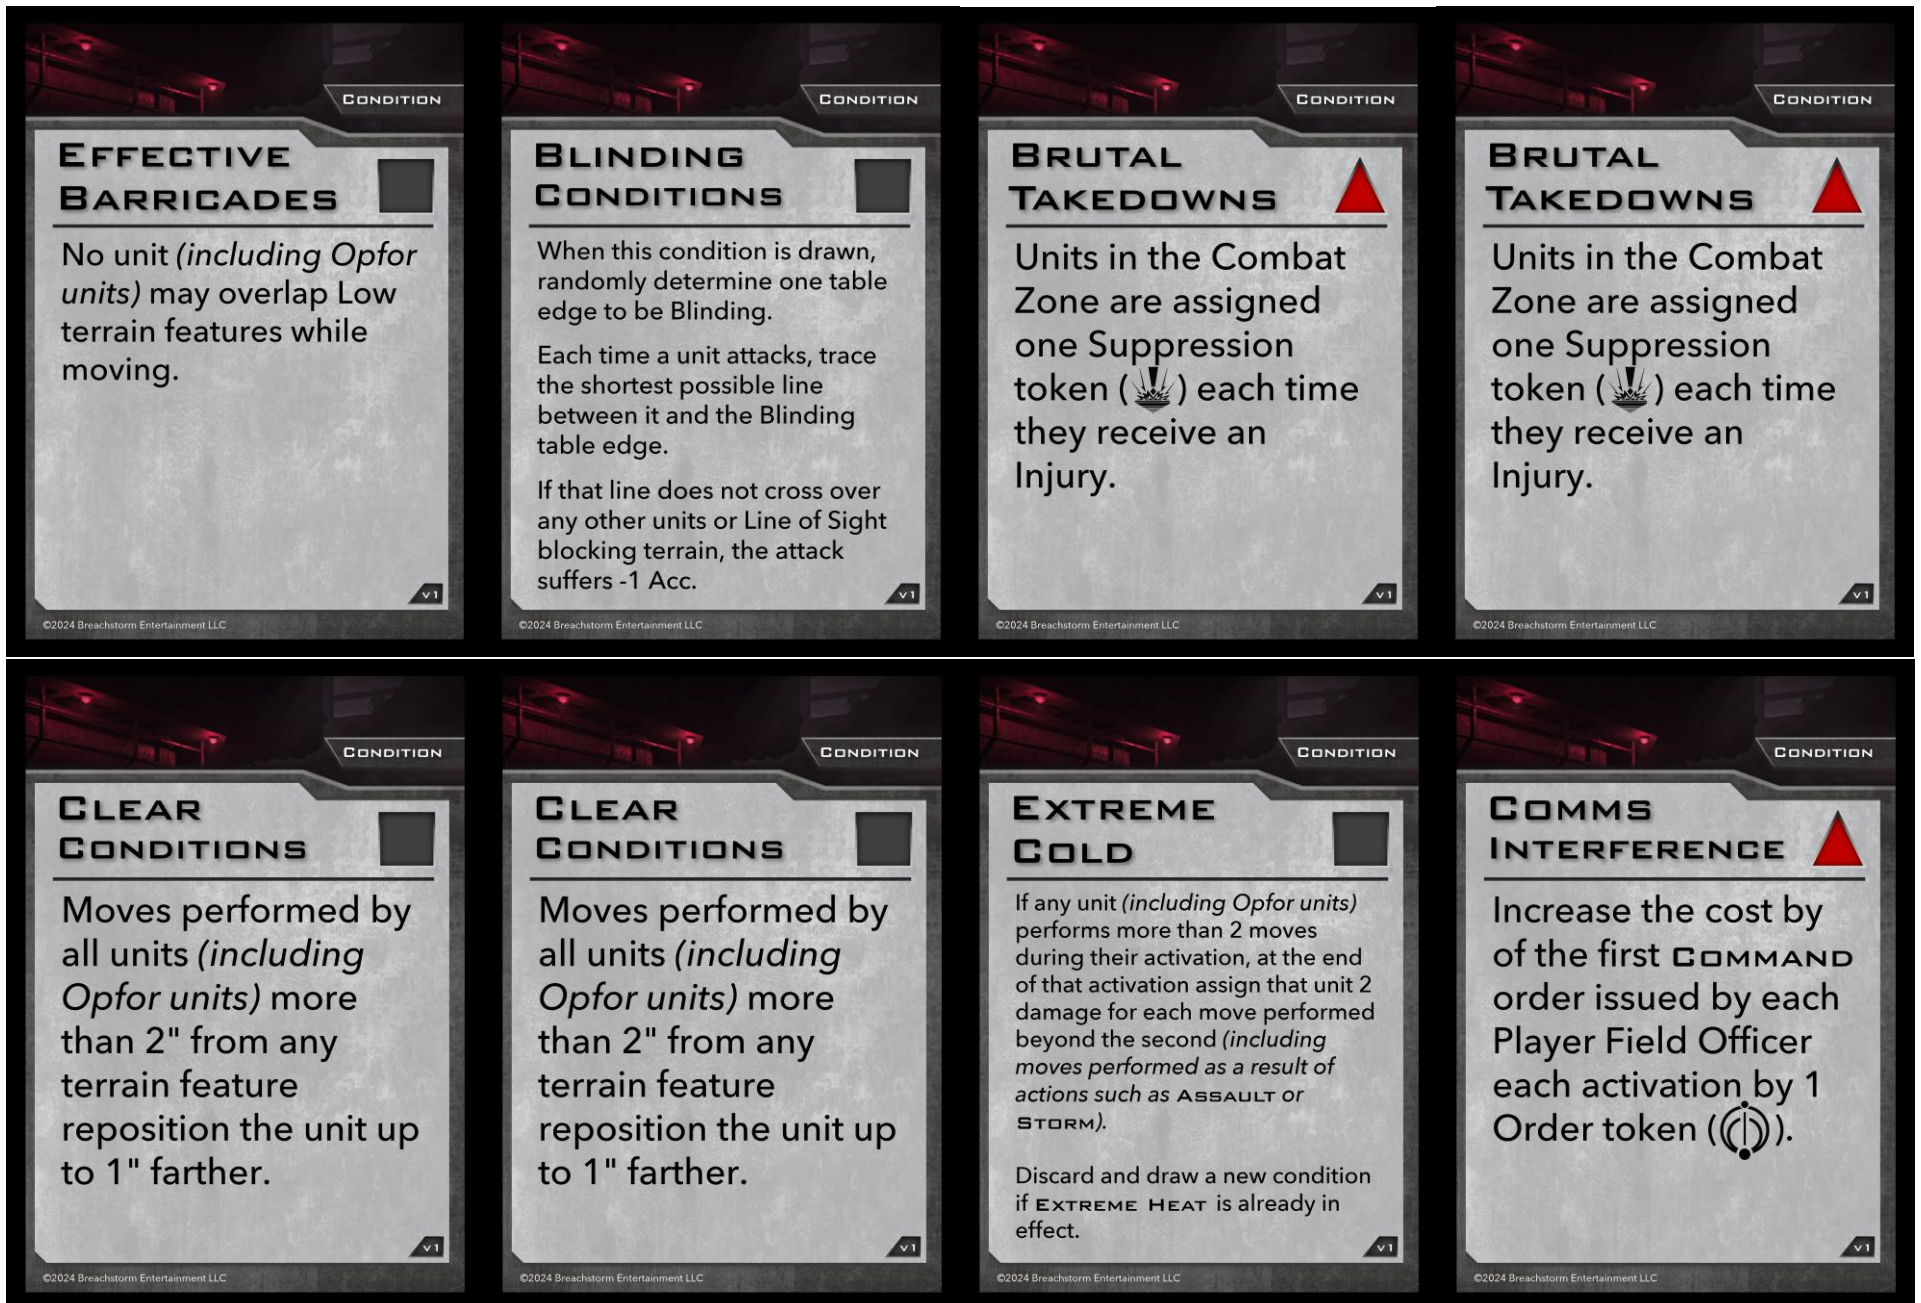 CONDITION
EFFECTIVE
BARRICADES
No unit (including Opfor
units) may overlap Low
terrain features while
moving.
v1
©2024 Breachstorm Entertainment LLC
CONDITION
BLINDING
CONDITIONS
When this condition is drawn,
randomly determine one table
edge to be Blinding.
Each time a unit attacks, trace
the shortest possible line
between it and the Blinding
table edge.
If that line does not cross over
any other units or Line of Sight
blocking terrain, the attack
suffers -1 Acc.
v1
©2024 Breachstorm Entertainment LLC
CONDITION
BRUTAL
TAKEDOWNS
Units in the Combat
Zone are assigned
one Suppression
token ( ) each time
they receive an
Injury.
v1
©2024 Breachstorm Entertainment LLC
CONDITION
BRUTAL
TAKEDOWNS
Units in the Combat
Zone are assigned
one Suppression
token ( ) each time
they receive an
Injury.
v1
©2024 Breachstorm Entertainment LLC
CONDITION
CLEAR
CONDITIONS
Moves performed by
all units (including
Opfor units) more
than 2" from any
terrain feature
reposition the unit up
to 1" farther.
v1
©2024 Breachstorm Entertainment LLC
CONDITION
CLEAR
CONDITIONS
Moves performed by
all units (including
Opfor units) more
than 2" from any
terrain feature
reposition the unit up
to 1" farther.
v1
©2024 Breachstorm Entertainment LLC
CONDITION
EXTREME
COLD
If any unit (including Opfor units)
performs more than 2 moves
during their activation, at the end
of that activation assign that unit 2
damage for each move performed
beyond the second (including
moves performed as a result of
actions such as ASSAULT or
STORM).
Discard and draw a new condition
if EXTREME HEAT is already in
effect.
v1
©2024 Breachstorm Entertainment LLC
CONDITION
COMMS
INTERFERENCE
Increase the cost by
of the first COMMAND
order issued by each
Player Field Officer
each activation by 1
Order token ( ).
v1
©2024 Breachstorm Entertainment LLC